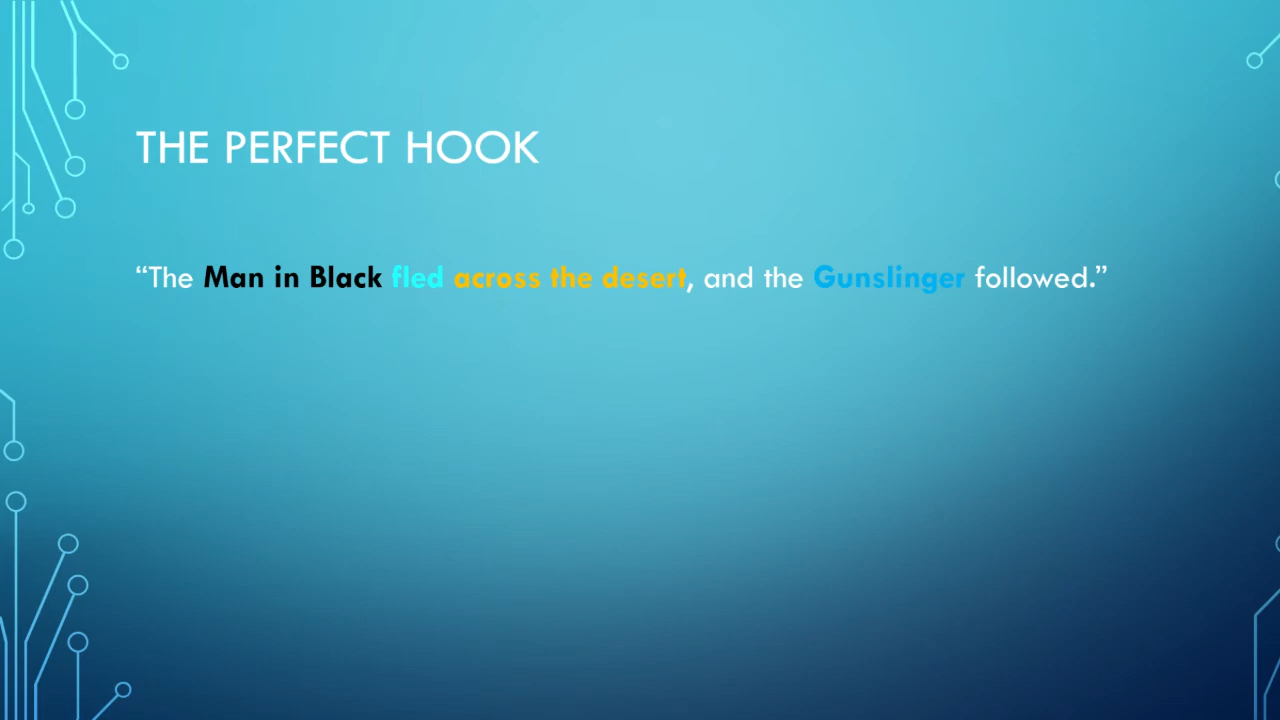 THE PERFECT HOOK
“The Man in Black fled across the desert, and the Gunslinger followed.”